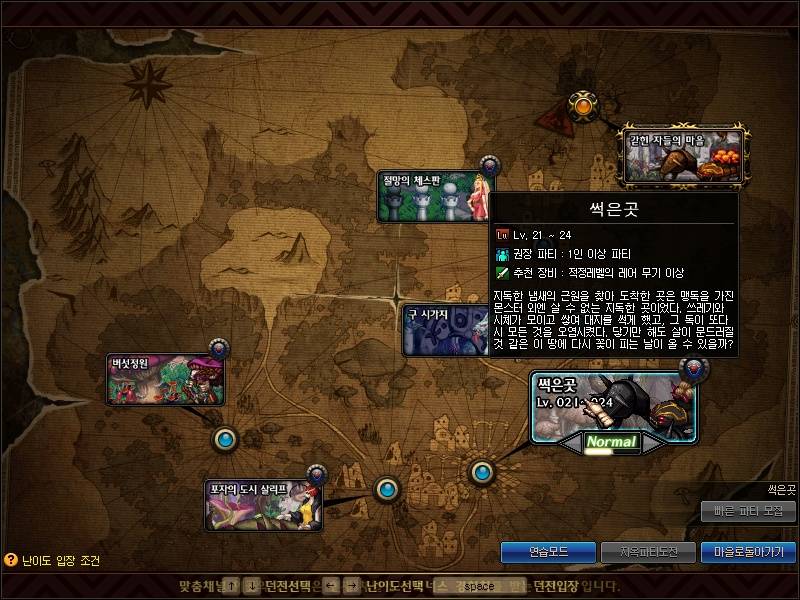 갇힌 자들의 마을
절망의 체스판
썩은곳
Lv. 21 ~ 24
권장 파티 : 1인 이상 파티
추천 장비 : 적정레벨의 레어 무기 이상
지독한 냄새의 근원을 찾아 도착한 곳은 맹독을 가진
몬스터 외엔 살 수 없는 지독한 곳이었다. 쓰레기와
시체가 모이고 쌓여 대지를 썩게 했고, 그 독이 또다
시 모든 것을 오염시켰다. 닿기만 해도 살이 문드러질
것 같은 이 땅에 다시 꽃이 피는 날이 올 수 있을까?
구 시가지
버섯정원
썩은곳
Lv. 021~024
Normal
포자의 도시 살리프
썩은곳
빠른 파티 모집
연습모드
지옥파티도전
마을로돌아가기
? 난이도 입장 조건
맞춤채널 ↑ ↓ 던전선택 ← → 난이도선택 space 던전입장 입니다.